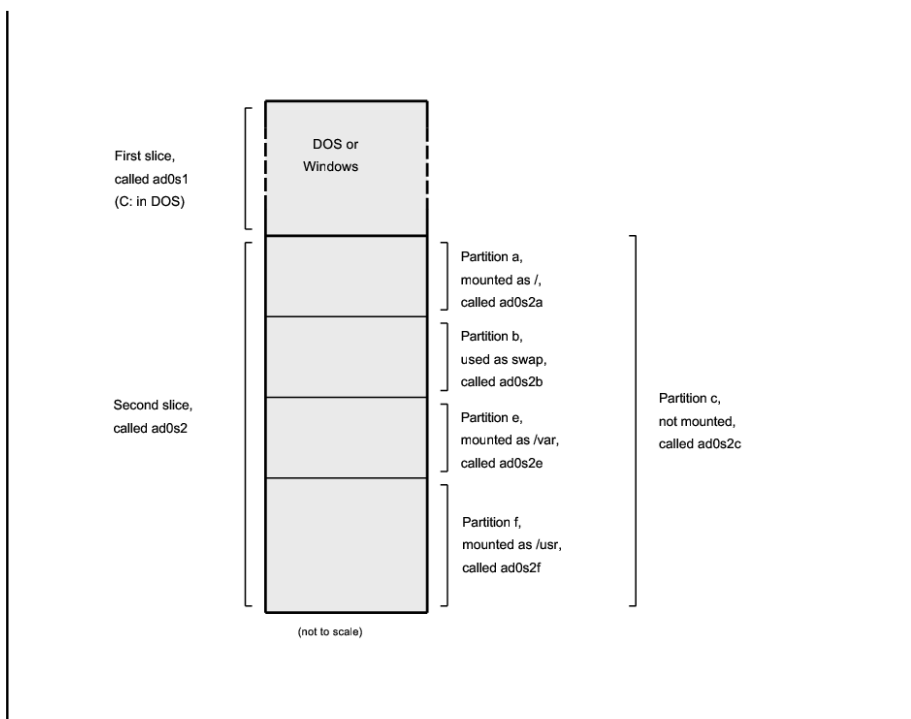 DOS or
Windows
First slice,
called ad0s1
(C: in DOS)
Partition a,
mounted as /,
called ad0s2a
Partition b,
used as swap,
called ad0s2b
Second slice,
called ad0s2
Partition c,
not mounted,
called ad0s2c
Partition e,
mounted as /var,
called ad0s2e
Partition f,
mounted as /usr,
called ad0s2f
(not to scale)